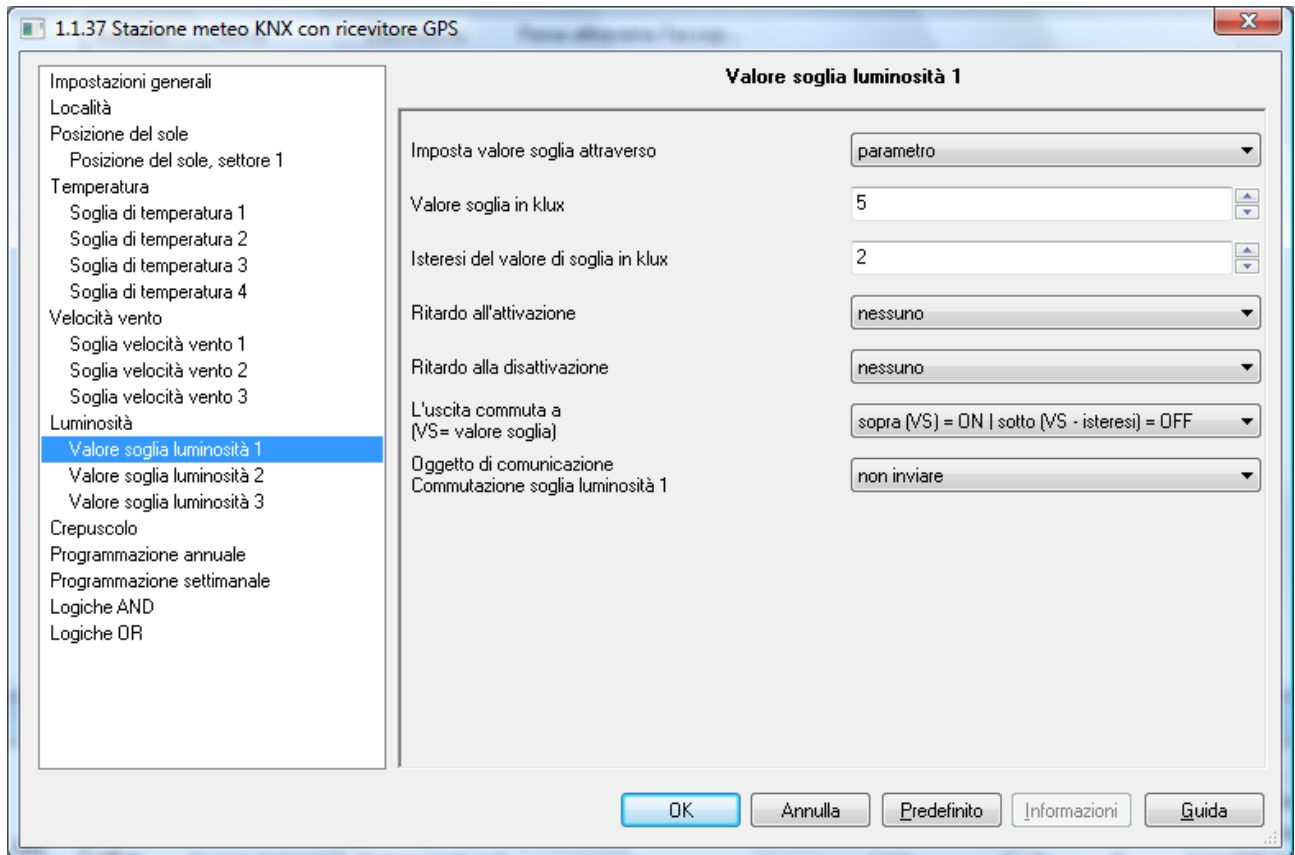 1.1.37 Stazione meteo KNX con ricevitore GPS
Impostazioni generali
Località
Posizione del sole
Posizione del sole, settore 1
Temperatura
Soglia di temperatura 1
Soglia di temperatura 2
Soglia di temperatura 3
Soglia di temperatura 4
Velocità vento
Soglia velocità vento 1
Soglia velocità vento 2
Soglia velocità vento 3
Luminosità
Valore soglia luminosità 1
Valore soglia luminosità 2
Valore soglia luminosità 3
Crepuscolo
Programmazione annuale
Programmazione settimanale
Logiche AND
Logiche OR
Valore soglia luminosità 1
Imposta valore soglia attraverso parametro
Valore soglia in klux 5
Isteresi del valore di soglia in klux 2
Ritardo all'attivazione nessuno
Ritardo alla disattivazione nessuno
L'uscita commuta a
(VS= valore soglia)
sopra (VS) = ON | sotto (VS - isteresi) = OFF
Oggetto di comunicazione
Commutazione soglia luminosità 1
non inviare
OK Annulla Predefinito Informazioni Guida